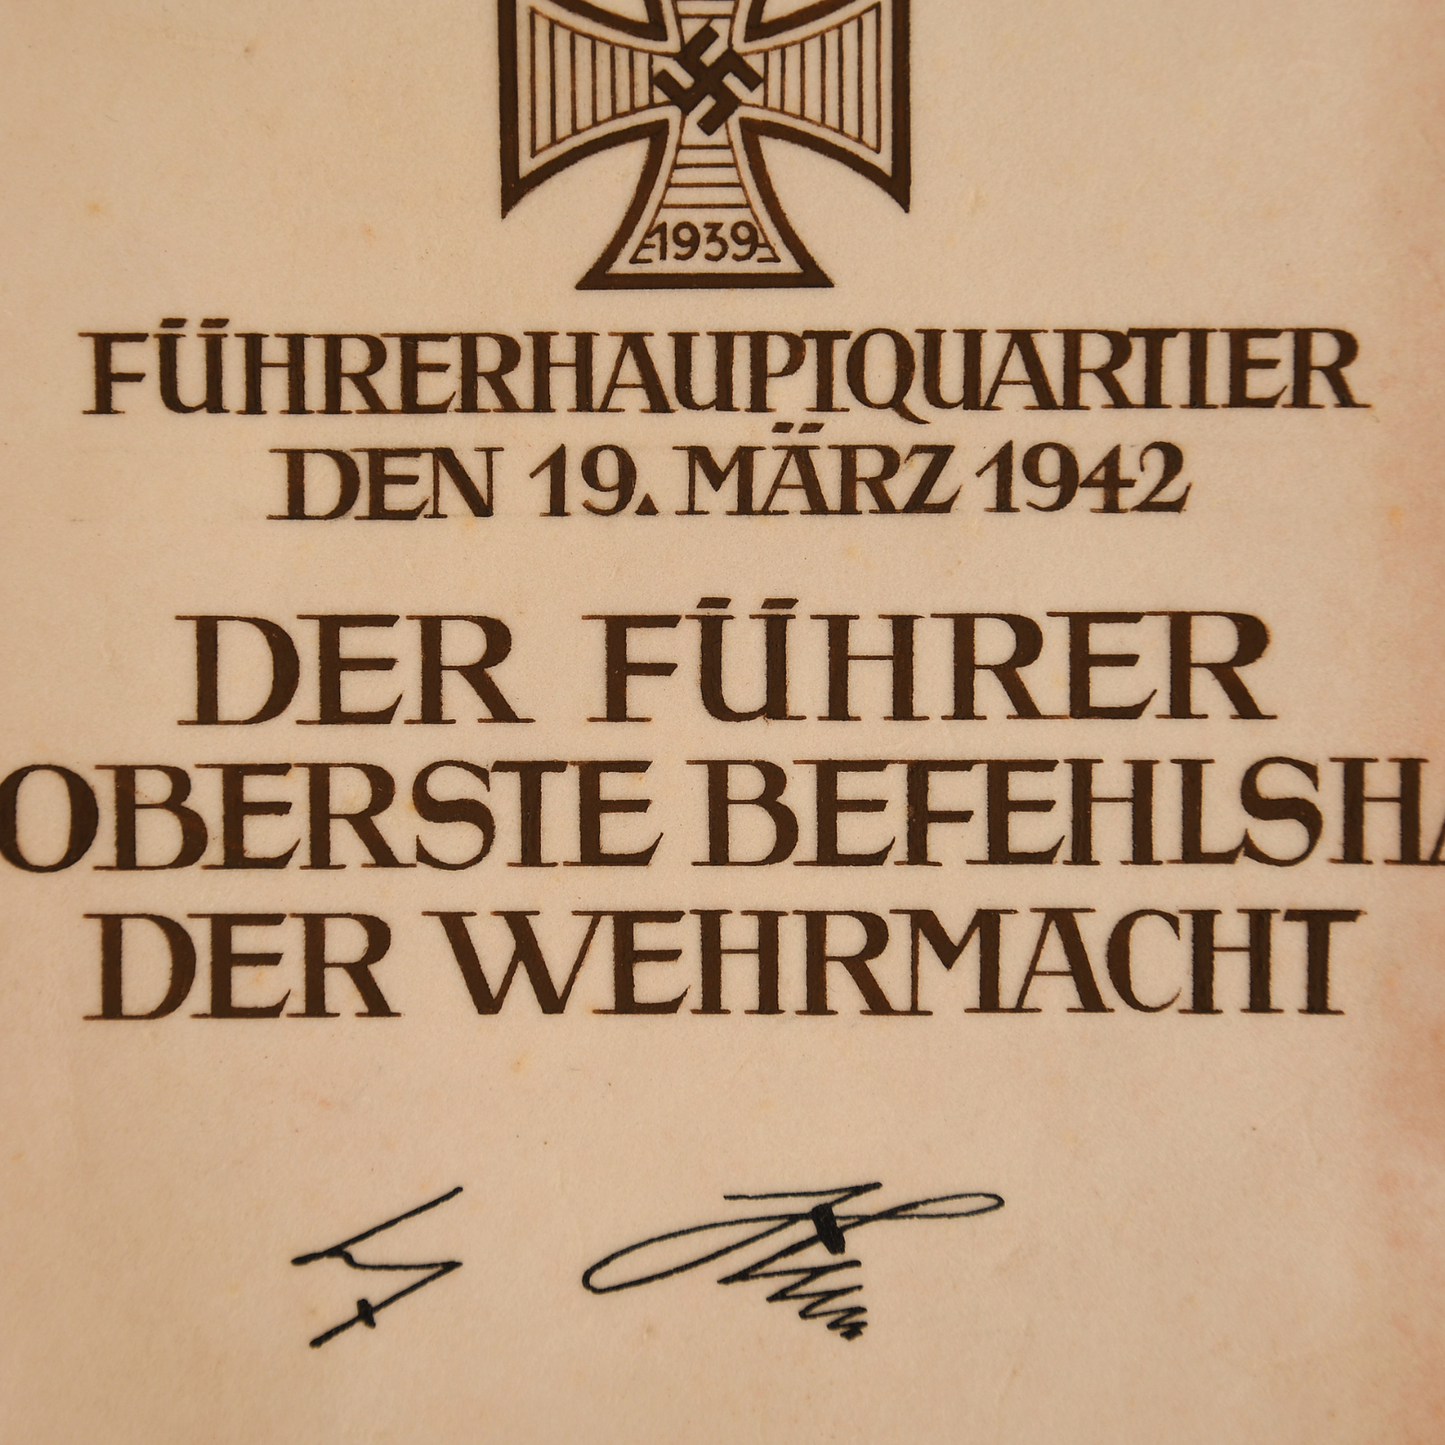 1939
FÜHRERHAUPTQUARTIER
DEN 19. MÄRZ 1942
DER FÜHRER
OBERSTE BEFEHLSHA
DER WEHRMACHT